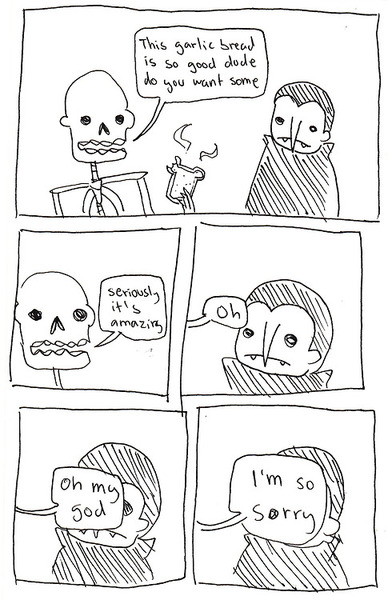 This garlic bread
is so good dude
do you want some
seriously
it's
amazing
Oh
Oh my
god
I'm so
Sorry